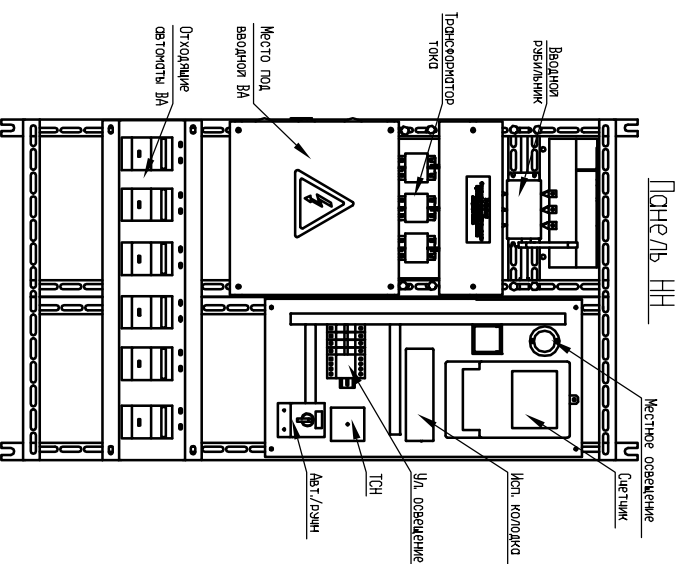 Панель НН
Вводной
рубильник
Трансформатор
тока
Место под
вводной ВА
Отходящие
автоматы ВА
Местное освещение
Счетчик
Исп. колодка
Ул. освещение
ТСН
Авт./ручн